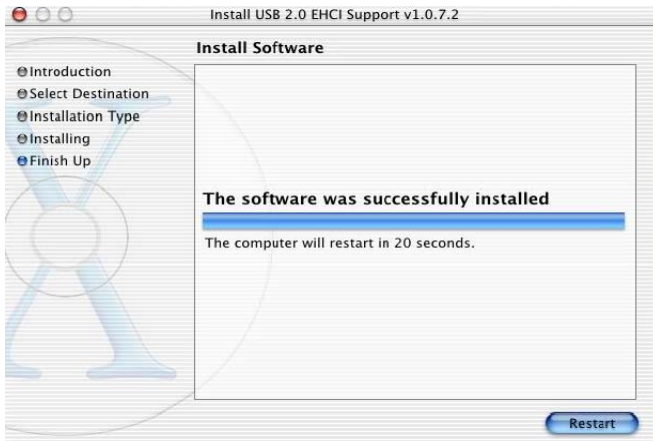 Install USB 2.0 EHCI Support v1.0.7.2
Install Software
Introduction
Select Destination
Installation Type
Installing
Finish Up
The software was successfully installed
The computer will restart in 20 seconds.
Restart